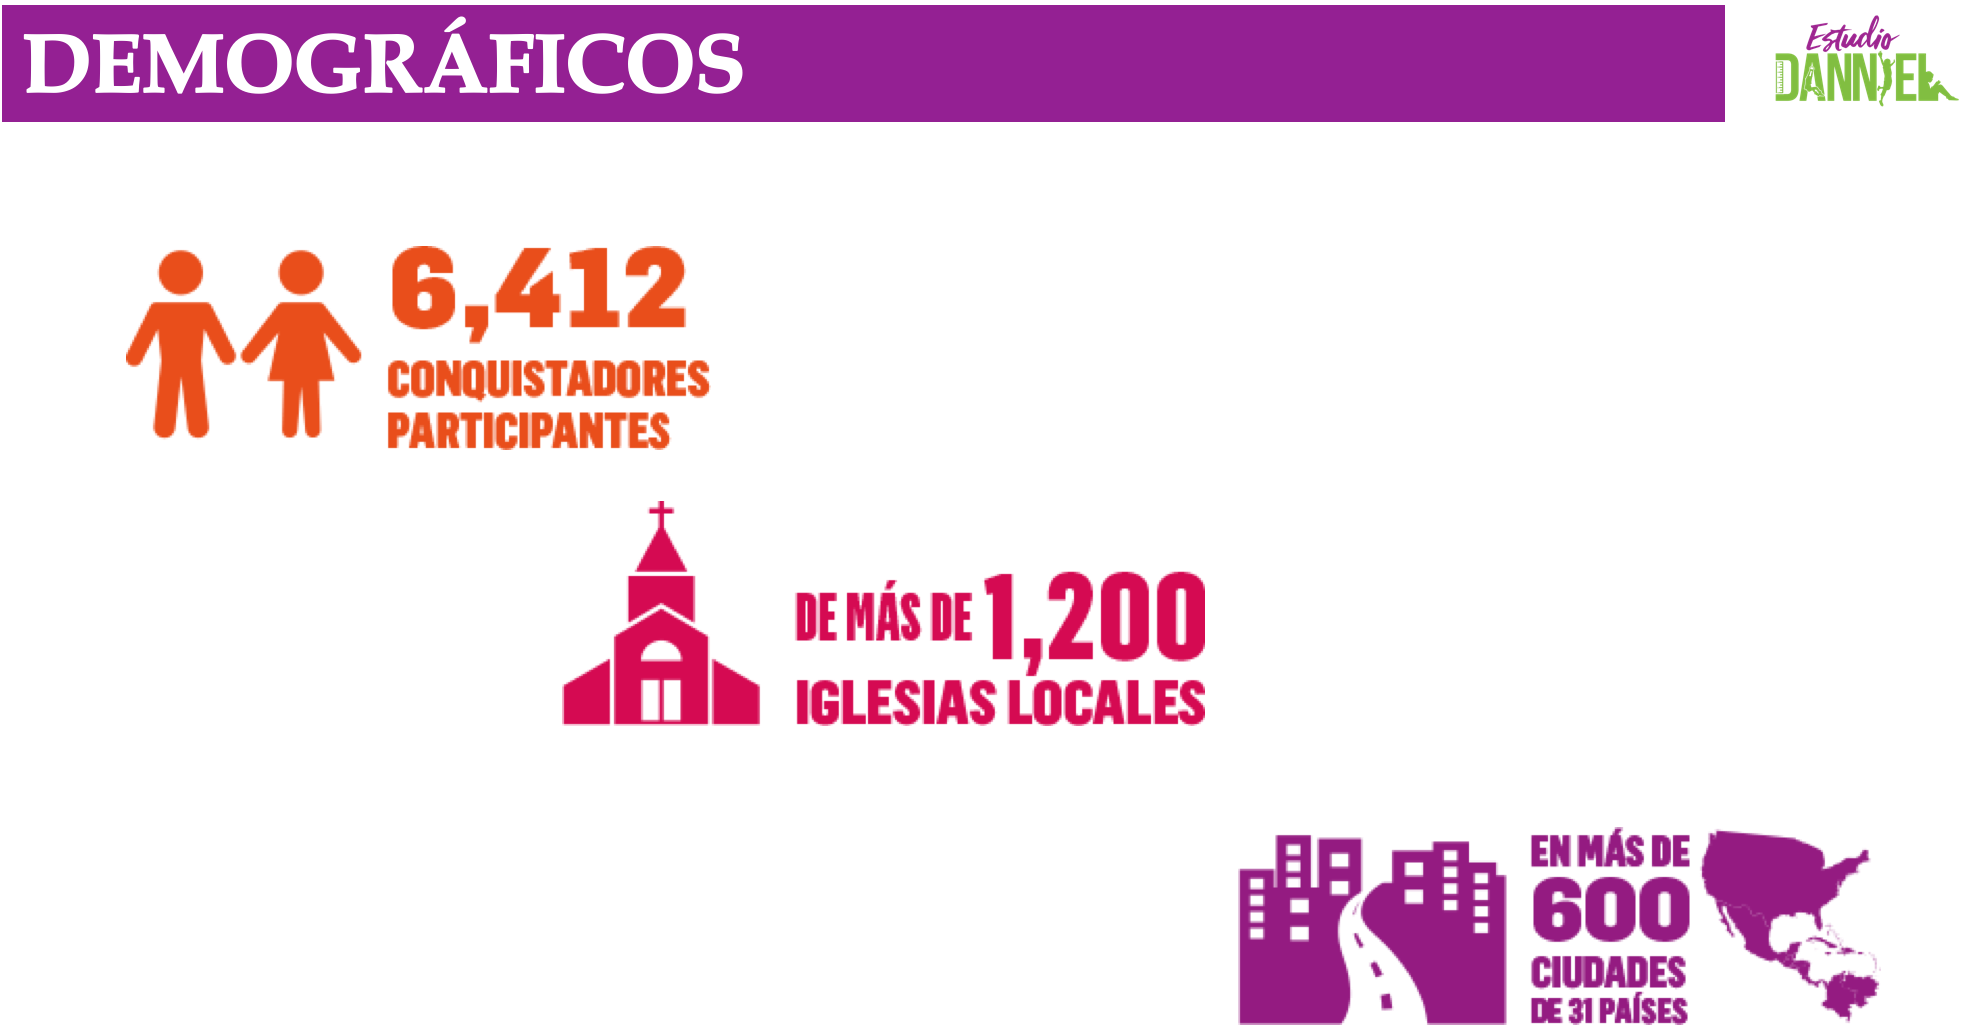 DEMOGRÁFICOS
Estudio
DANNIEL
6,412
CONQUISTADORES
PARTICIPANTES
DE MÁS DE 1,200
IGLESIAS LOCALES
EN MÁS DE
600
CIUDADES
DE 31 PAÍSES